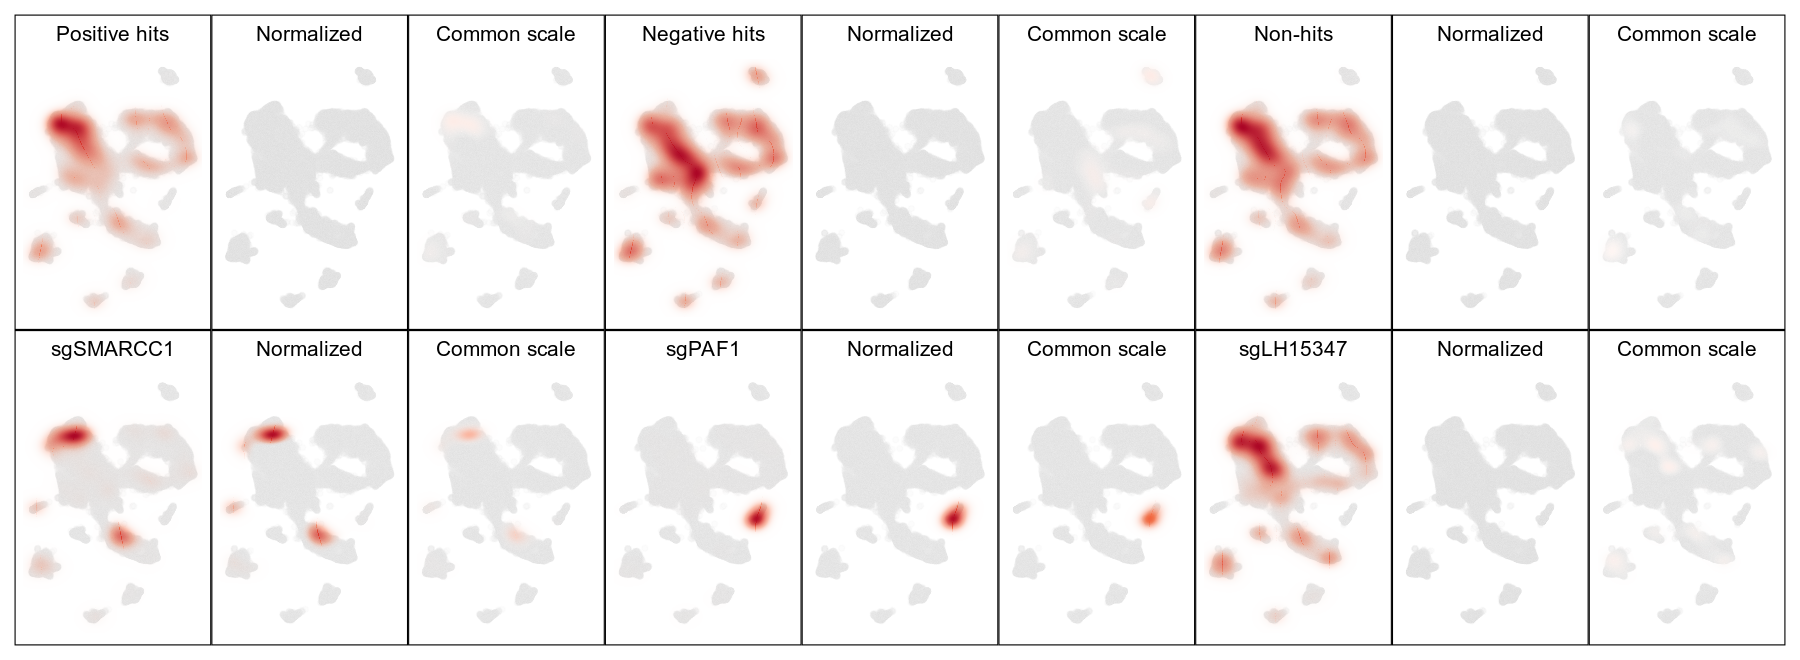 Positive hits Normalized Common scale Negative hits Normalized Common scale Non-hits Normalized Common scale
sgSMARCC1 Normalized Common scale sgPAF1 Normalized Common scale sgLH15347 Normalized Common scale